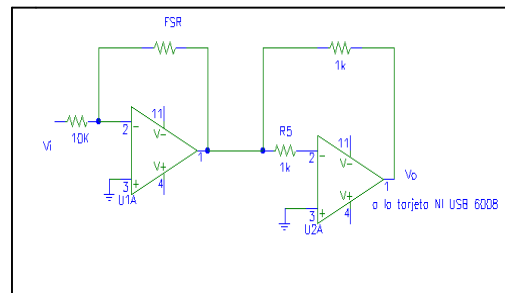 FSR
1k
11
10K
2
-
V-
Vi
V+
1
3
+
4
U1A
R5
1k
11
2
-
V-
Vo
V+
1
3
+
4
U2A
a la tarjeta NI USB 6008